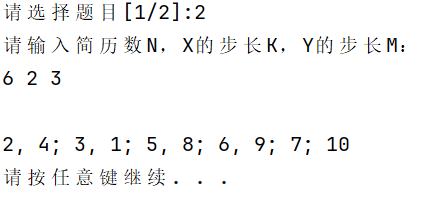 请选择题目[1/2]:2
请输入简历数N，X的步长K，Y的步长M：
6 2 3
2, 4; 3, 1; 5, 8; 6, 9; 7; 10
请按任意键继续. . .